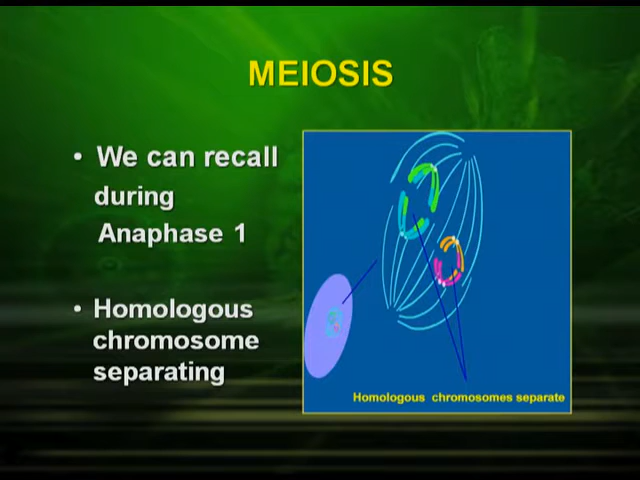 MEIOSIS
• We can recall
during
Anaphase 1
• Homologous
chromosome
separating
Homologous chromosomes separate